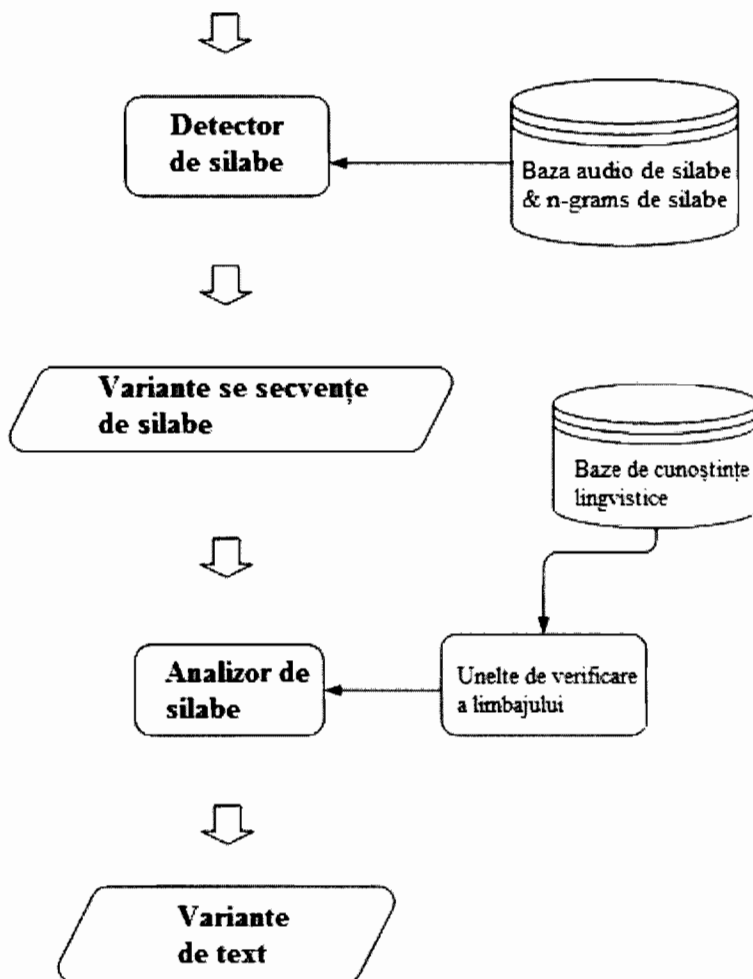 Detector
de silabe
Baza audio de silabe
& n-grams de silabe
Variante se secvențe
de silabe
Baze de cunoștințe
lingvistice
Analizor de
silabe
Unelte de verificare
a limbajului
Variante
de text